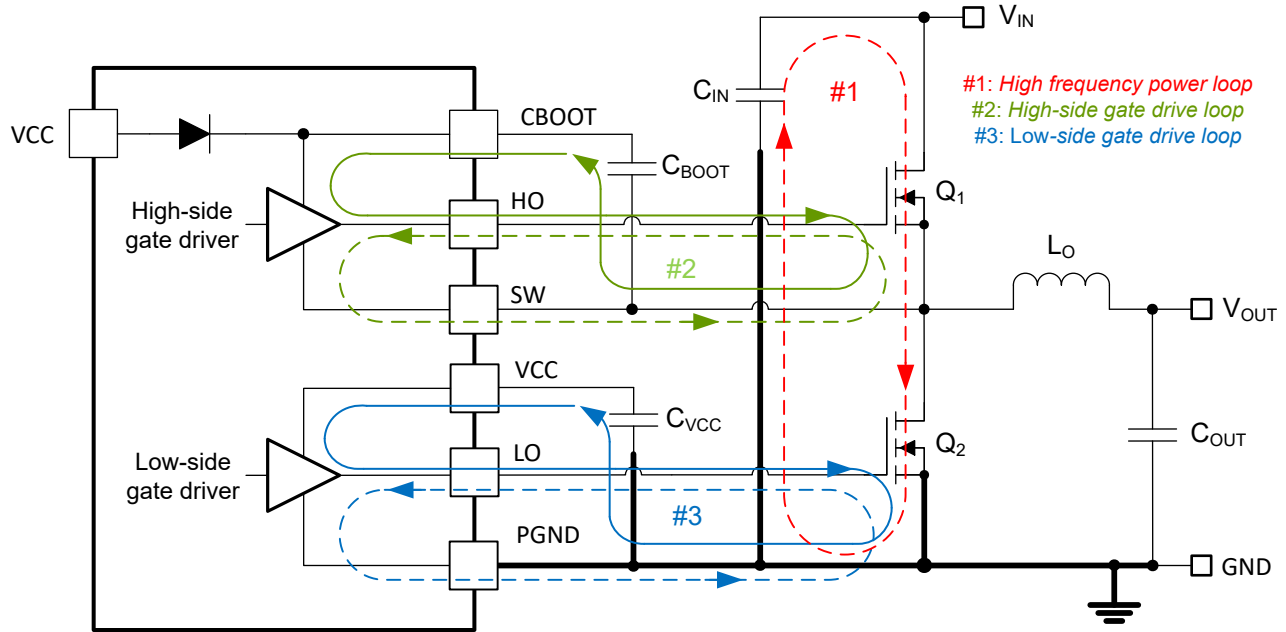 V_IN
#1: High frequency power loop
#2: High-side gate drive loop
#3: Low-side gate drive loop
C_IN
#1
VCC
CBOOT
C_BOOT
HO
Q_1
High-side
gate driver
#2
L_O
SW
V_OUT
VCC
C_VCC
C_OUT
LO
Q_2
Low-side
gate driver
#3
PGND
GND